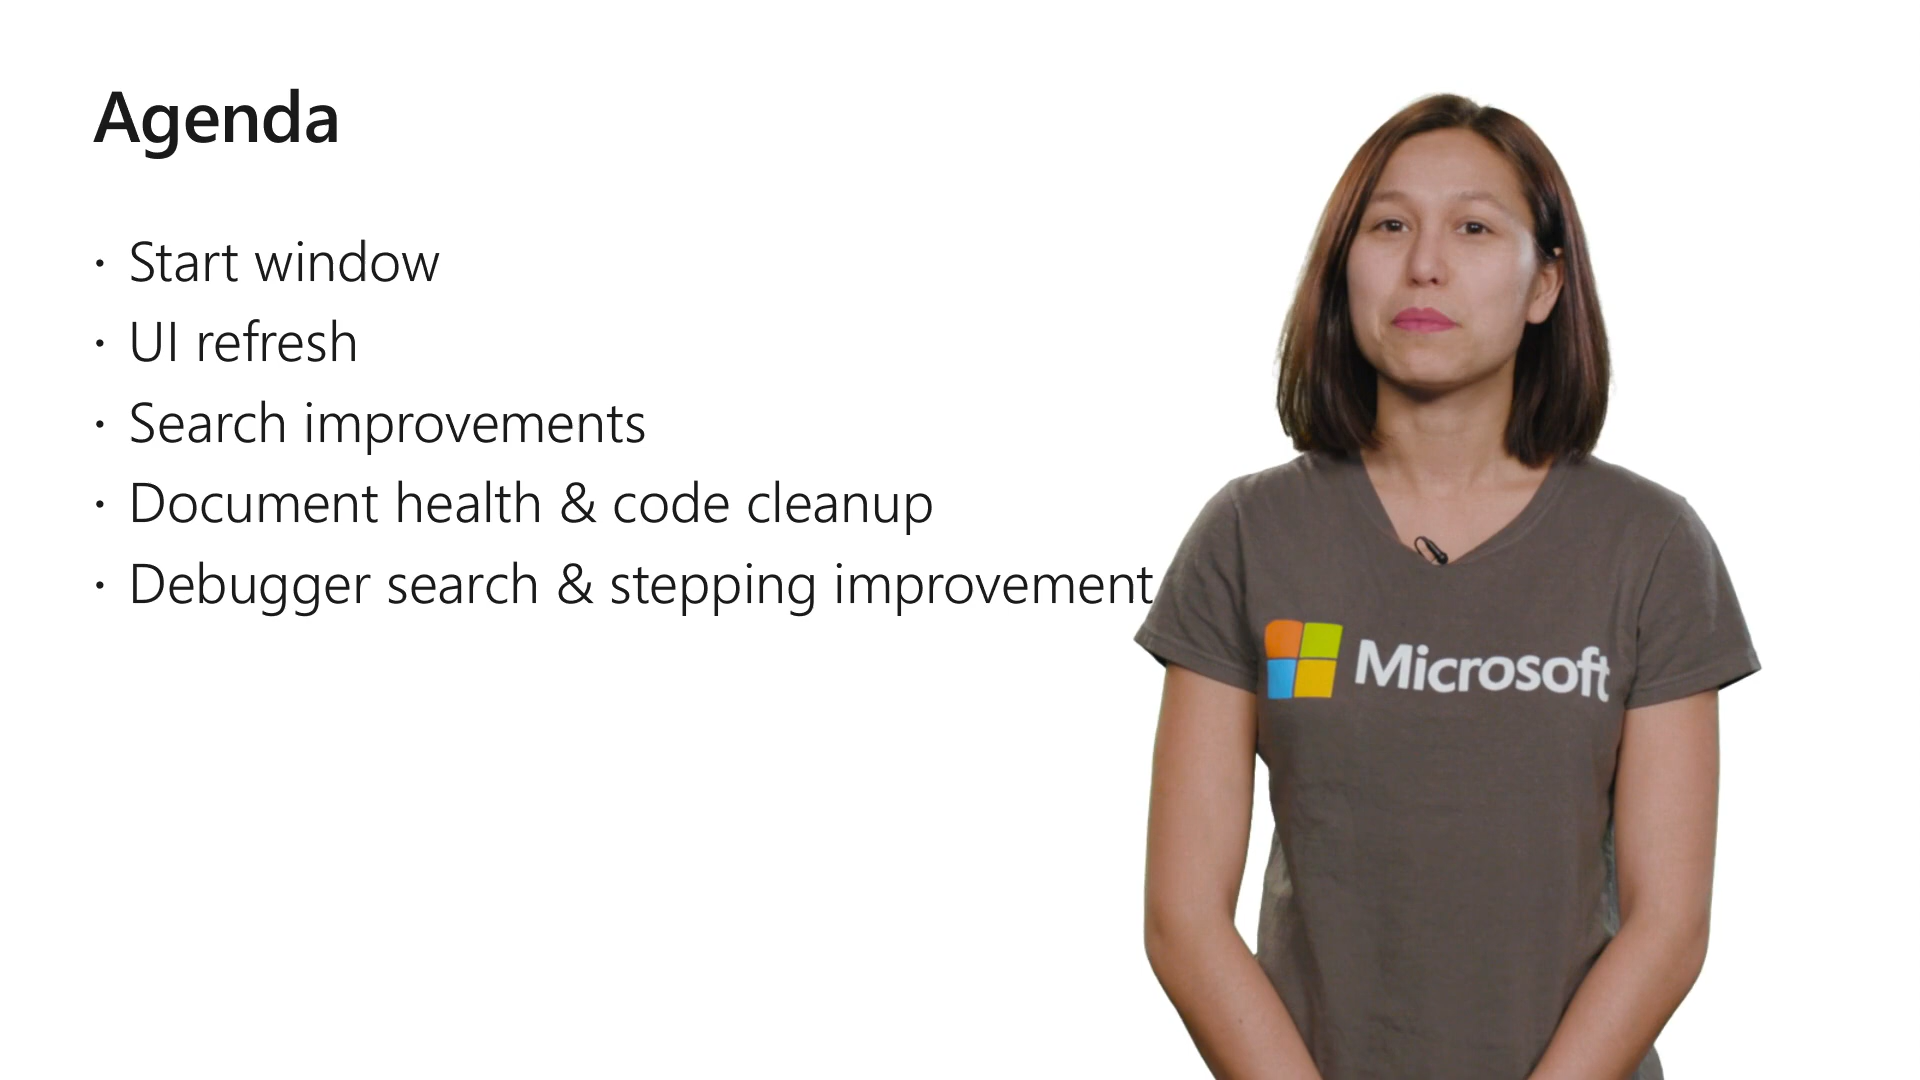 Agenda
· Start window
· UI refresh
· Search improvements
· Document health & code cleanup
· Debugger search & stepping improvement
Microsoft